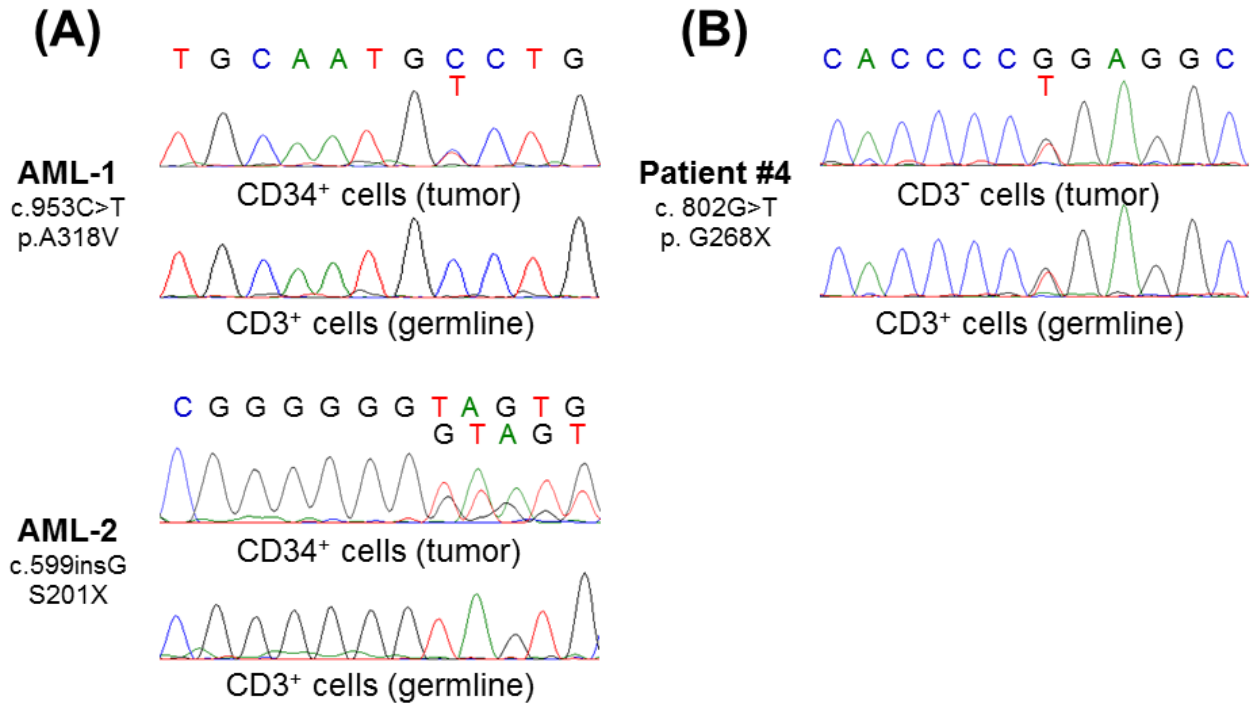 (A)
T G C A A T G C C T G
T
AML-1
c.953C>T
p.A318V
CD34⁺ cells (tumor)
CD3⁺ cells (germline)
C G G G G G G T A G T G
G T A G T
AML-2
c.599insG
S201X
CD34⁺ cells (tumor)
CD3⁺ cells (germline)
(B)
C A C C C C G G A G G C
T
Patient #4
c. 802G>T
p. G268X
CD3⁻ cells (tumor)
CD3⁺ cells (germline)